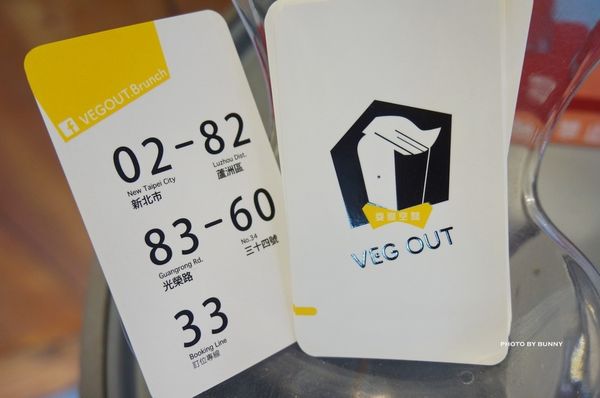 VEGOUT.Brunch
02-82
New Taipei City
新北市
Luzhou Dist.
蘆洲區
83-60
Guangrong Rd.
光榮路
No.34
三十四號
33
Booking Line
訂位專線
VEG OUT
PHOTO BY BUNNY